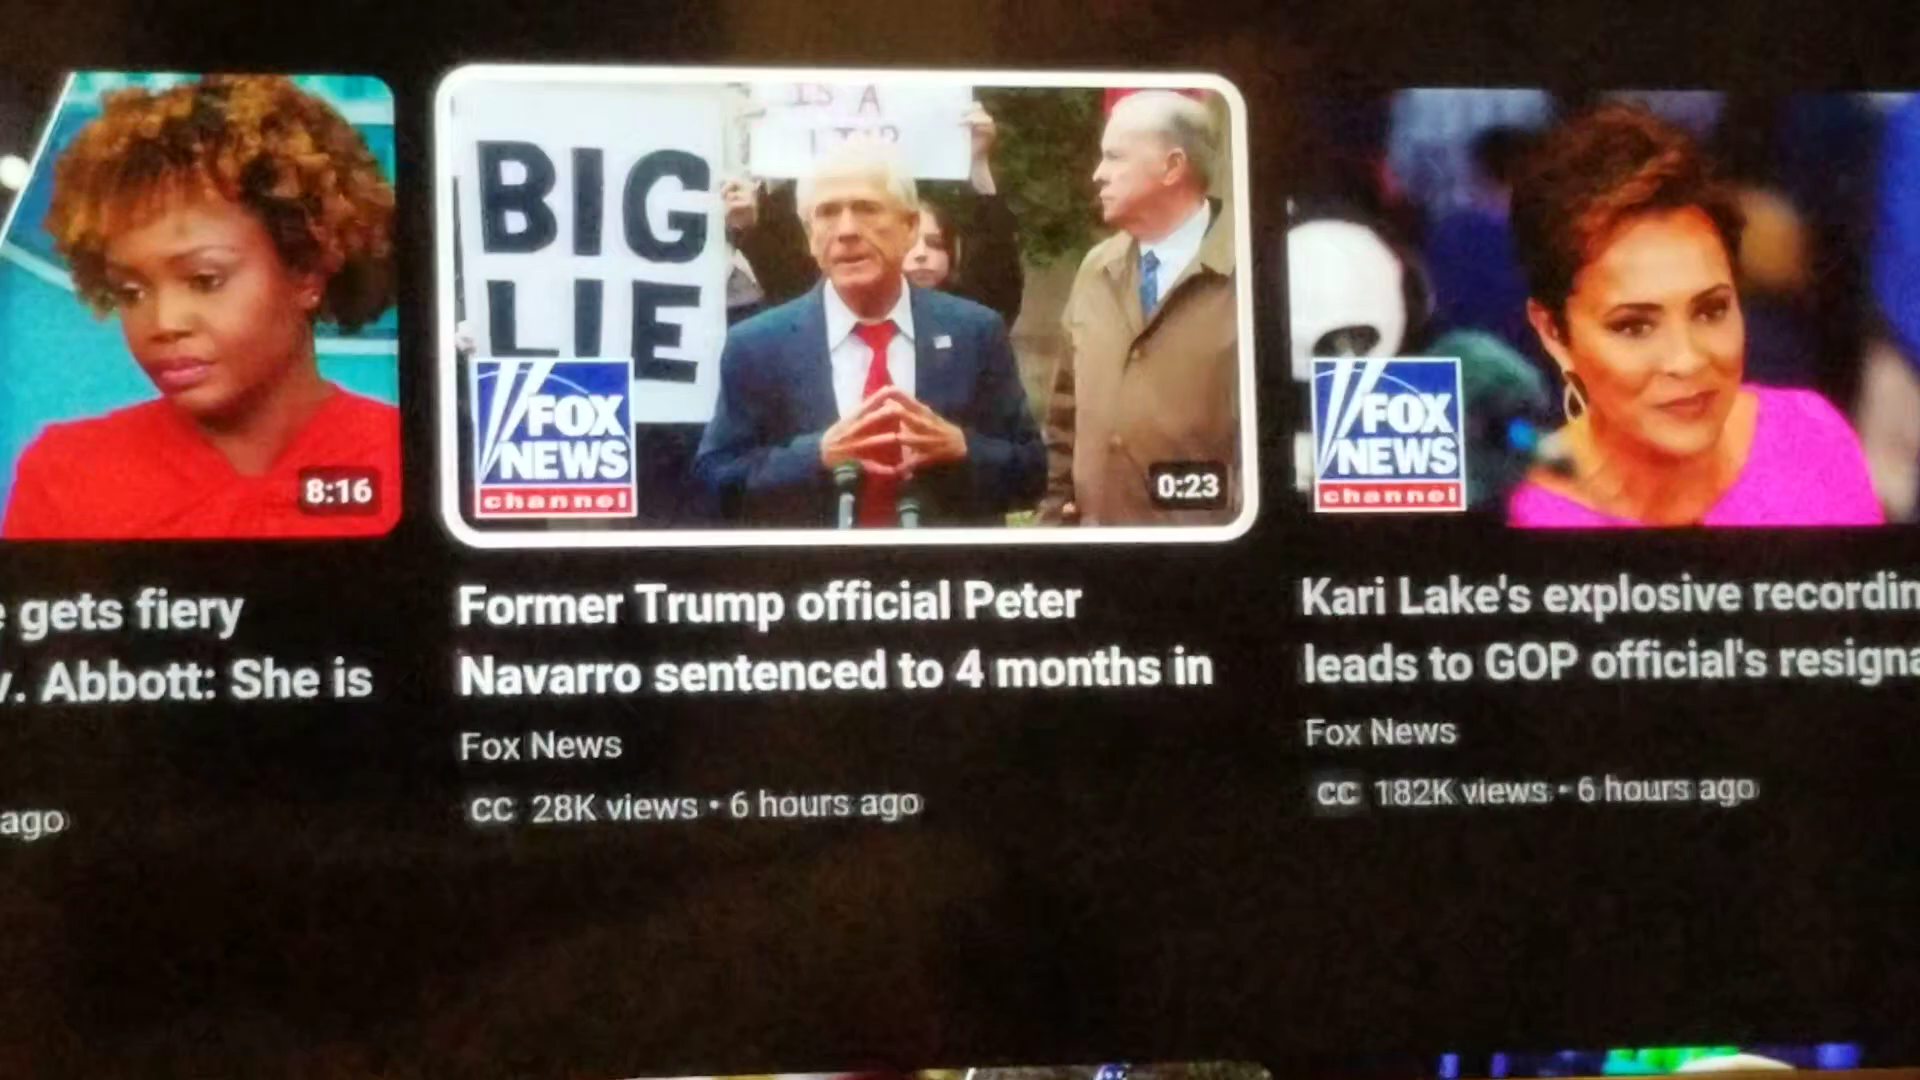 IS A
BIG
LIE
FOX
NEWS
channel
8:16
0:23
FOX
NEWS
channel
gets fiery
Abbott: She is
ago
Former Trump official Peter
Navarro sentenced to 4 months in
Fox News
CC 28K views • 6 hours ago
Kari Lake's explosive
leads to GOP official's
Fox News
CC 182K views • 6 hours ago